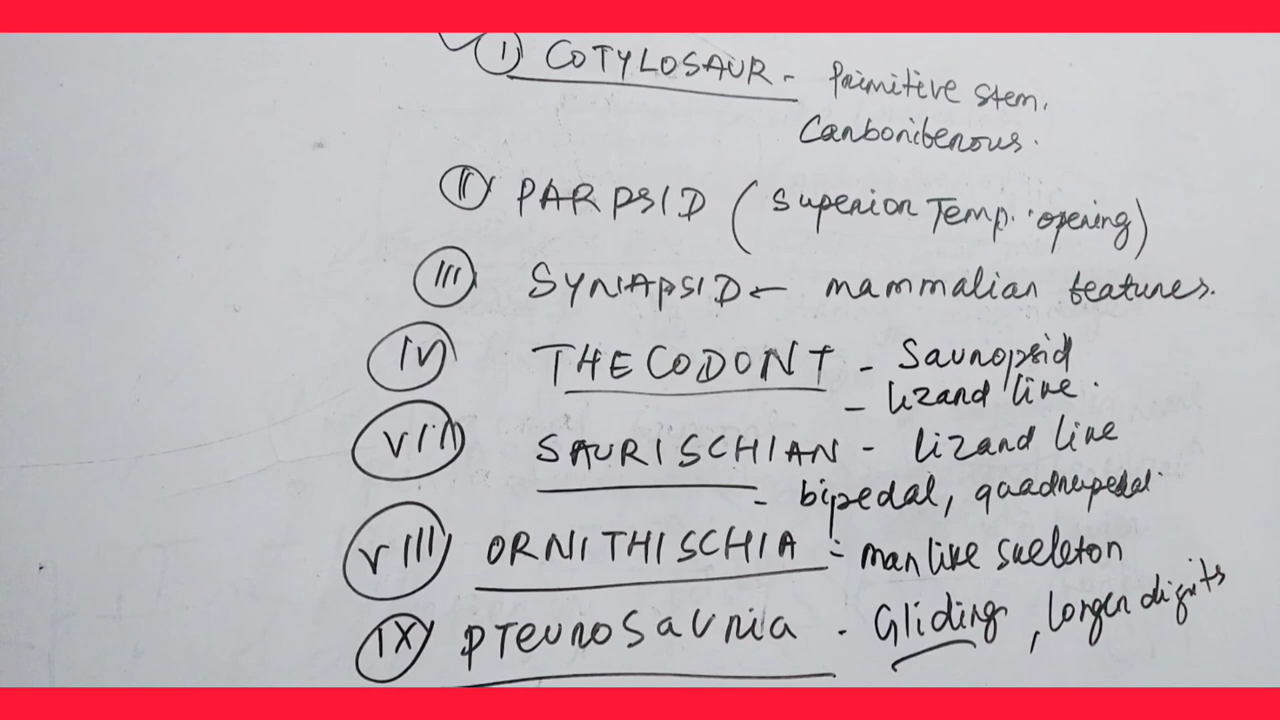 I) COTYLOSAUR - Primitive stem.
Carboniferous.
II PARPSID (Superior Temp. opening)
III SYNAPSID ← mammalian features.
IV THECODONT - Sauropsid
- lizard like.
VII SAURISCHIAN - lizard like
- bipedal, quadrupedal.
VIII ORNITHISCHIA - man like skeleton
IX PTEUROSAURIA - Gliding, longer digits